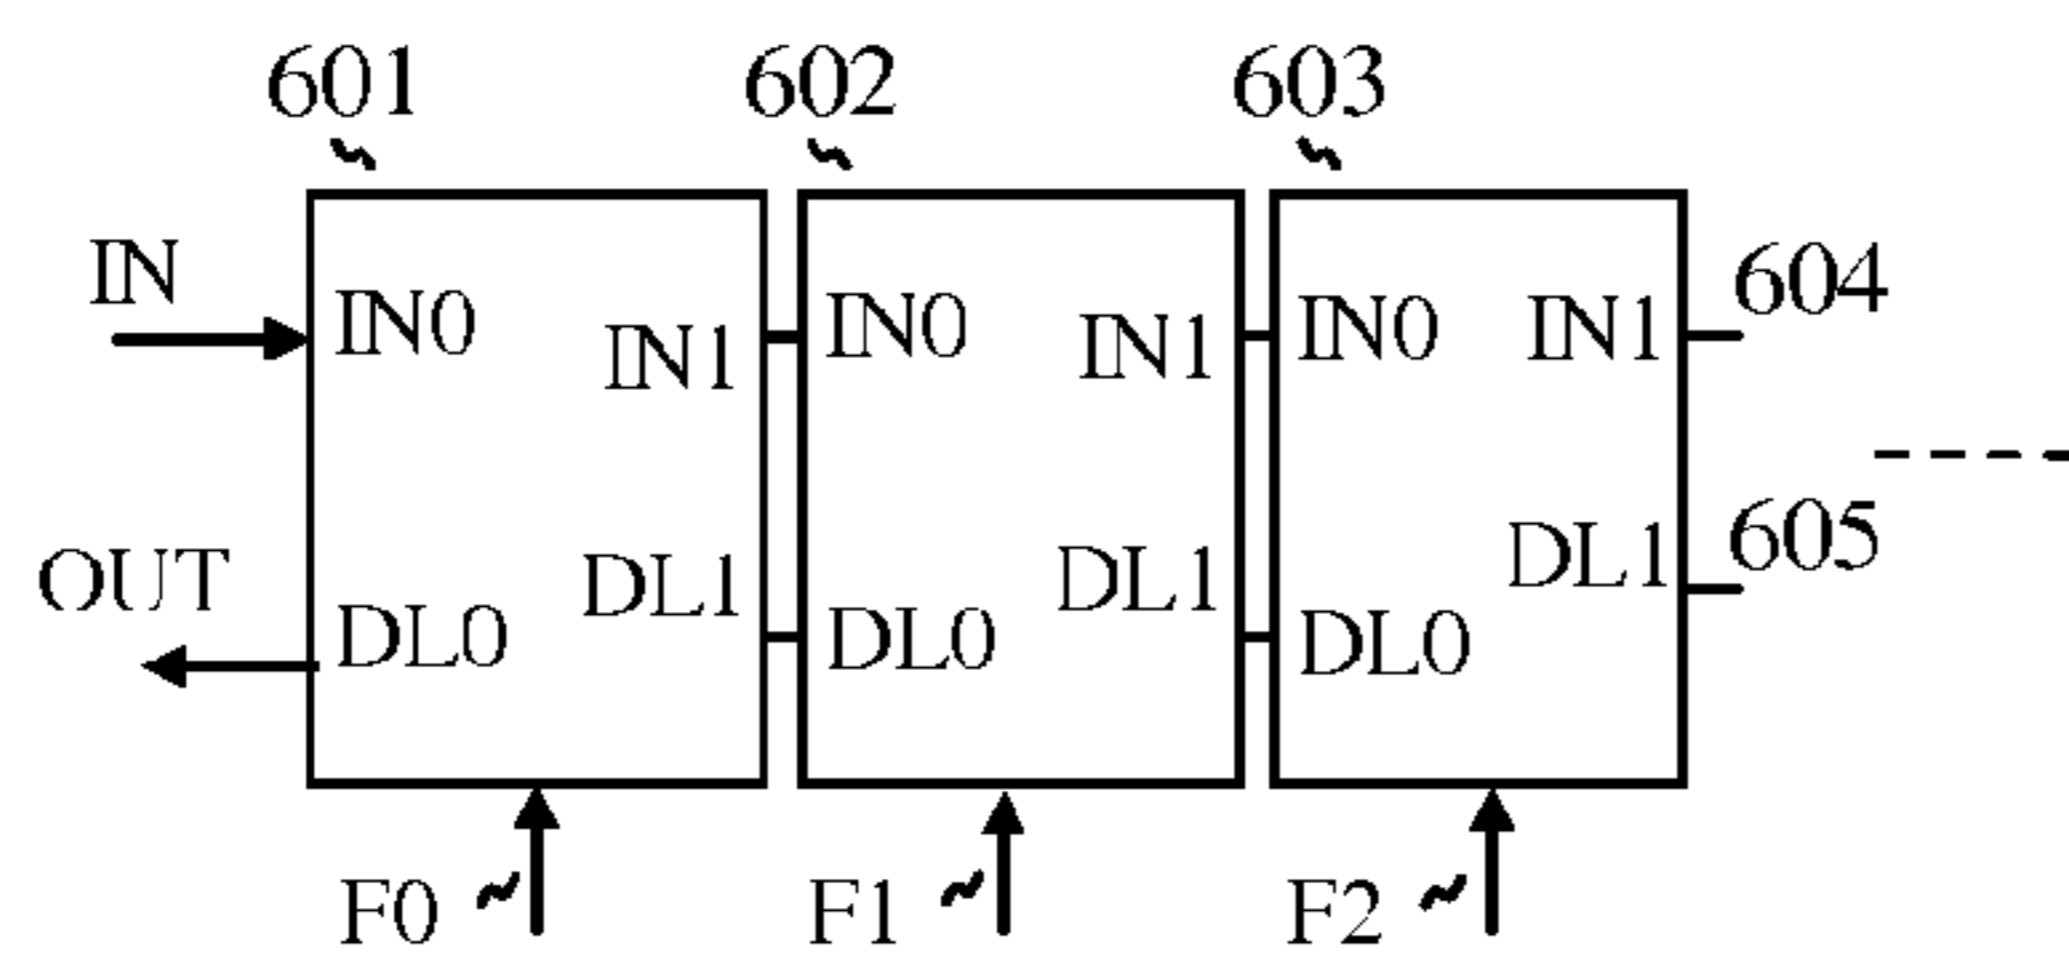 601 602 603
IN 604
IN0 IN1 IN0 IN1 IN0 IN1
OUT 605
DL0 DL1 DL0 DL1 DL0 DL1
F0 F1 F2